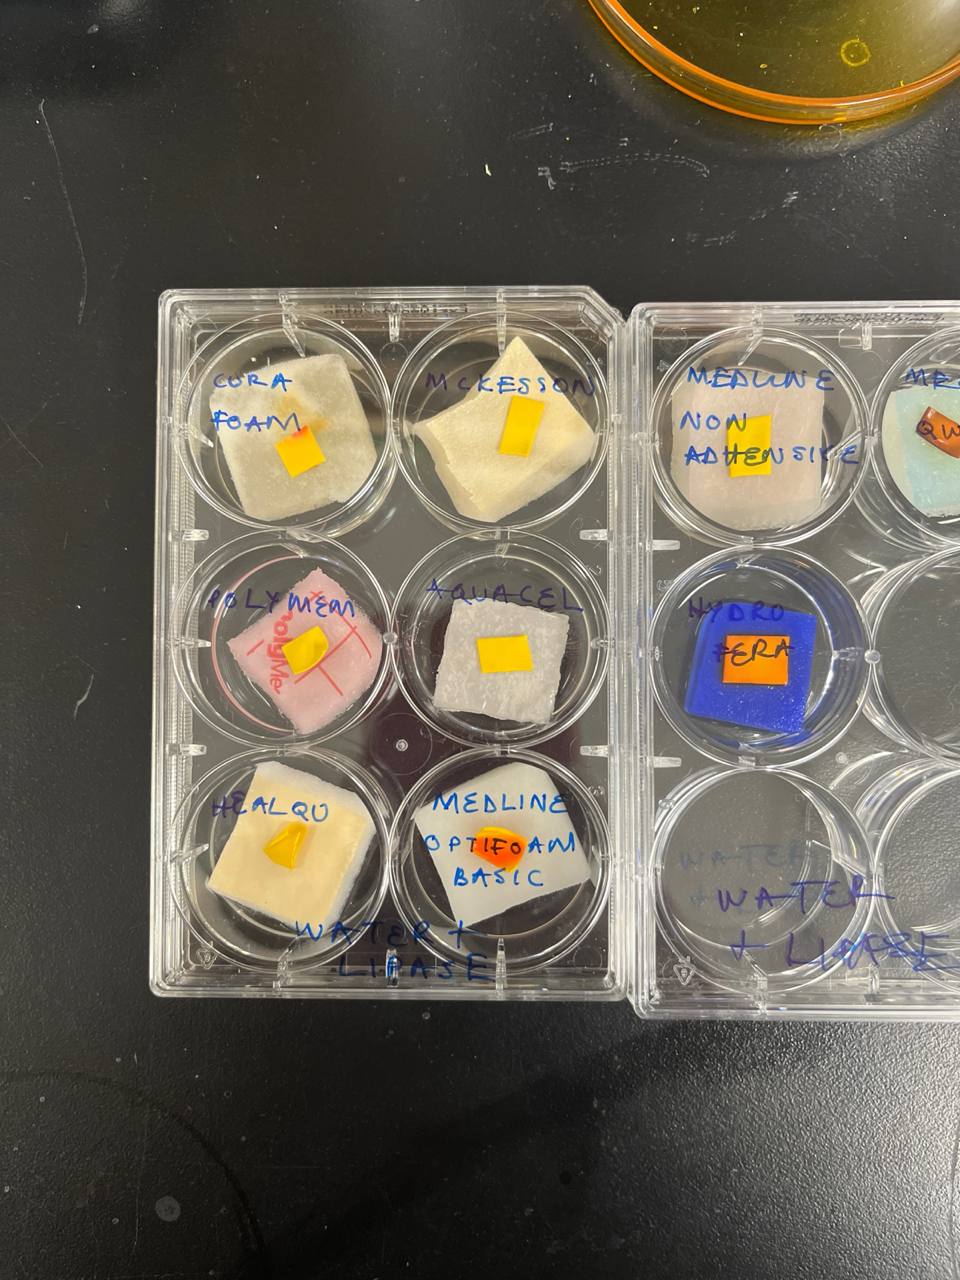 CURA
FOAM
MCKESSON
MEDLINE
NON
ADHENSIVE
POLYMEM
PolyMe
AQUACEL
HYDRO
FERA
HEALQU
MEDLINE
OPTIFOAM
BASIC
WATER +
LIPASE
WATER
WATER
+ LIPASE